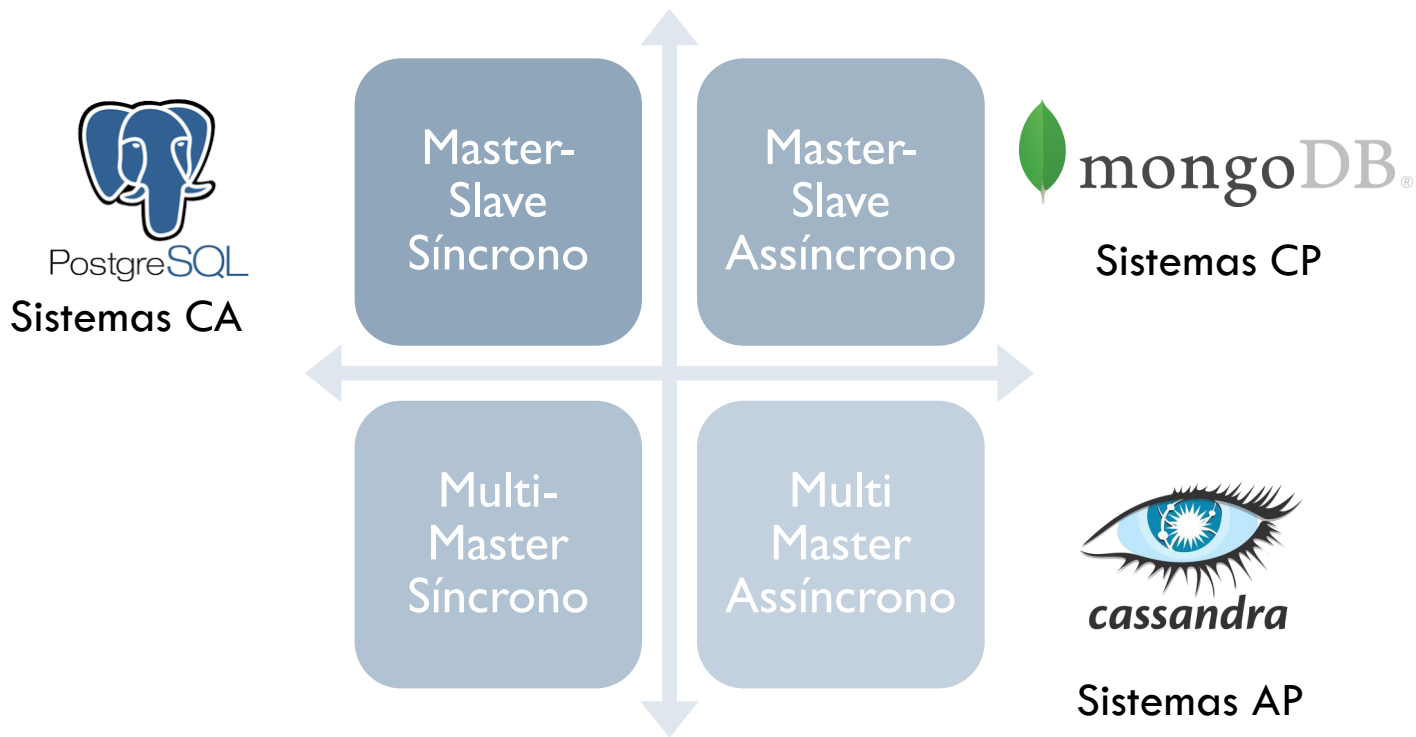 PostgreSQL
Sistemas CA
Master-
Slave
Síncrono
Master-
Slave
Assíncrono
mongoDB®
Sistemas CP
Multi-
Master
Síncrono
Multi
Master
Assíncrono
cassandra
Sistemas AP